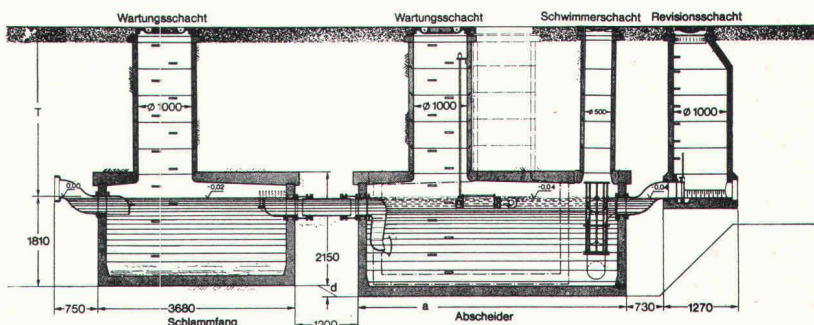 Wartungsschacht
Wartungsschacht
Schwimmerschacht
Revisionsschacht
T
Ø 1000
Ø 1000
Ø 500
Ø 1000
0.00
-0.02
-0.04
-0.04
1810
2150
d
750
3680
1200
a
730
1270
Schlammfang
Abscheider